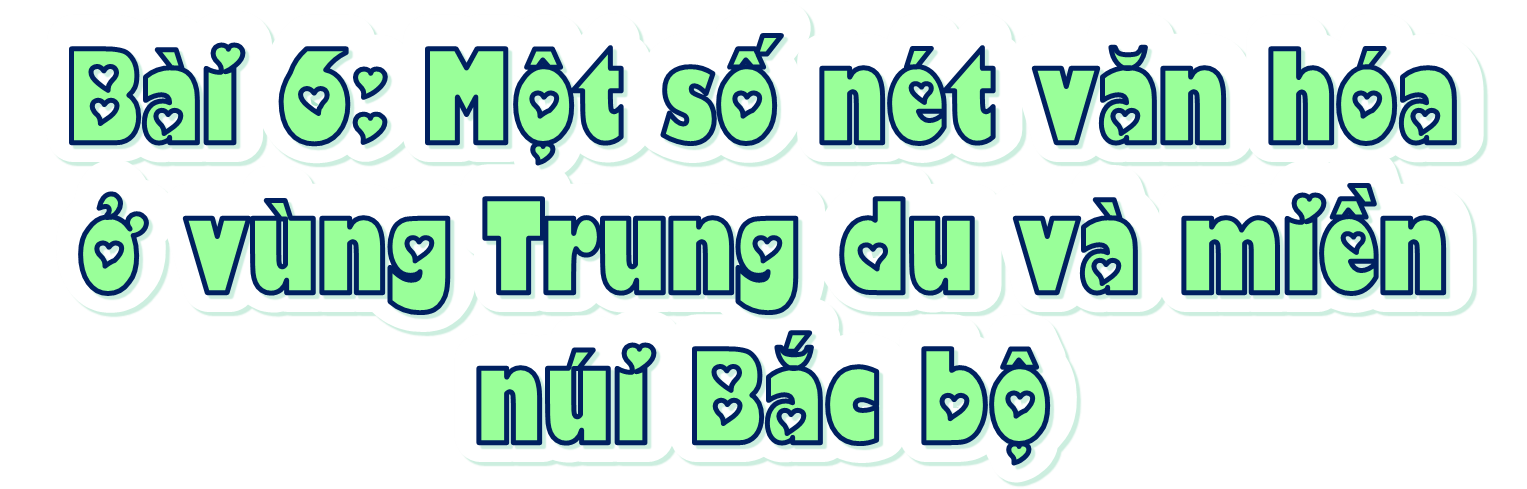 Bài 6: Một số nét văn hóa
ở vùng Trung du và miền
núi Bắc bộ